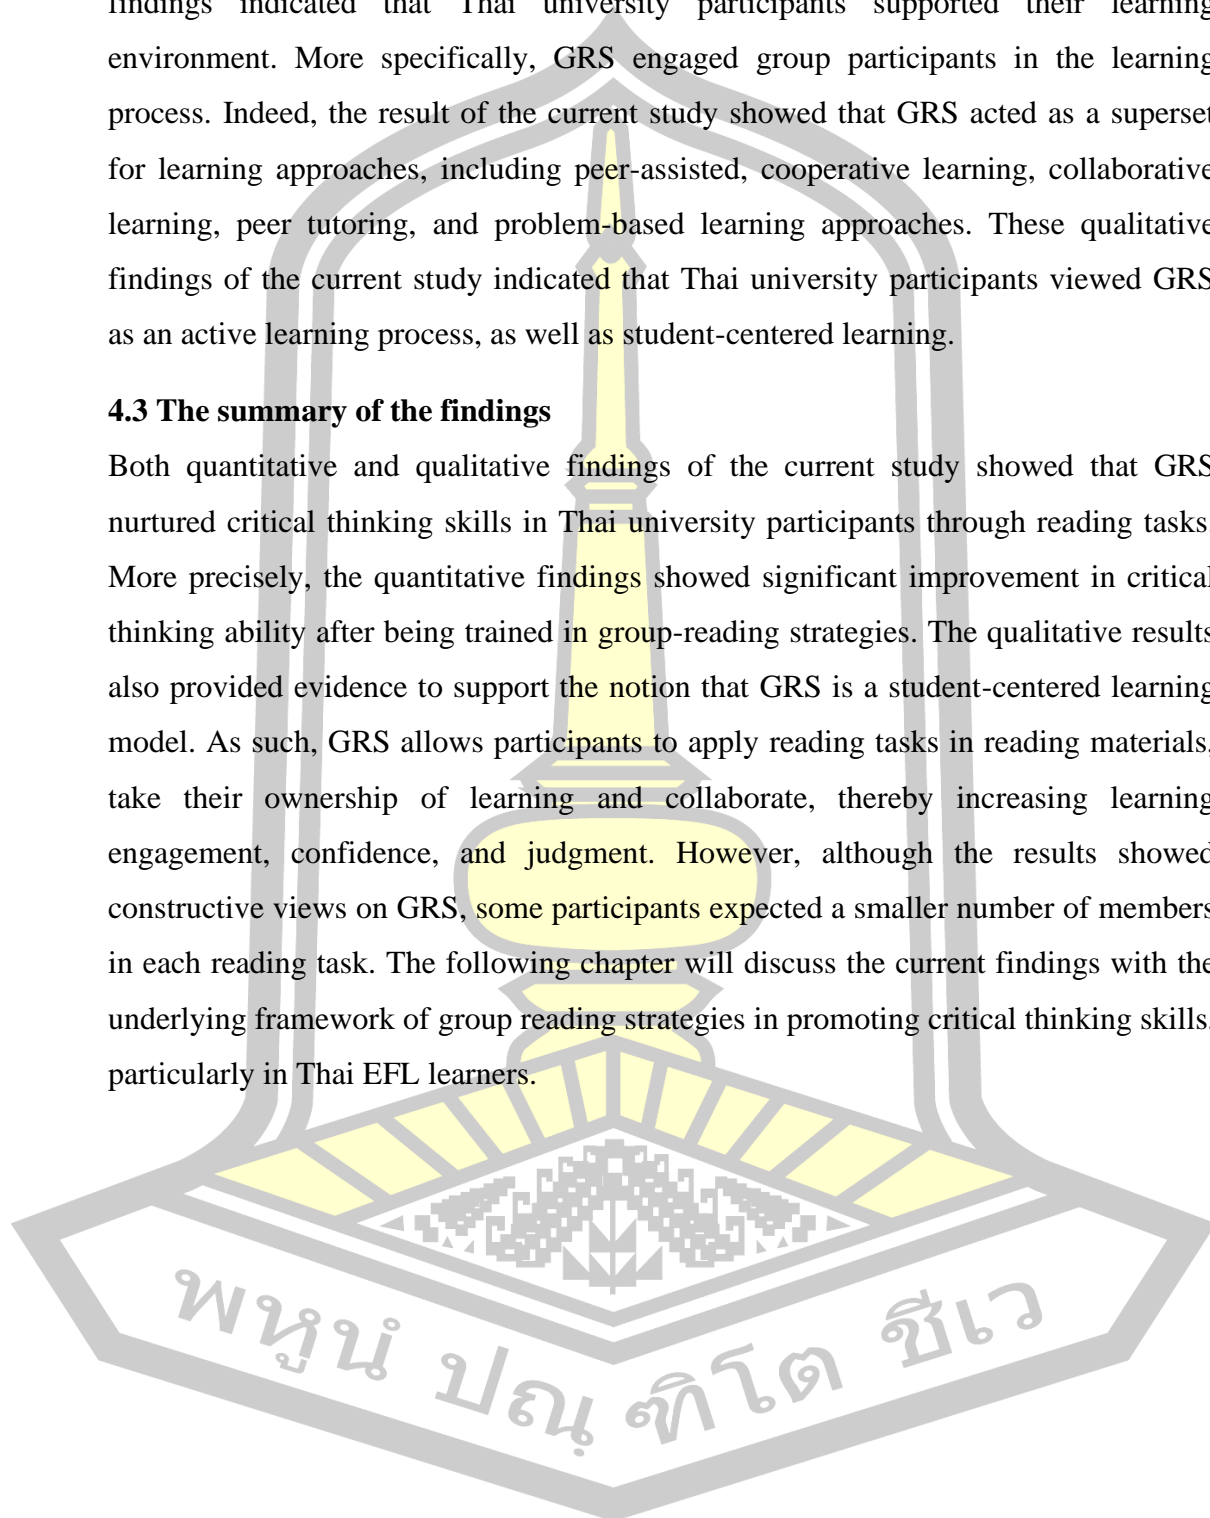 findings indicated that Thai university participants supported their learning
environment. More specifically, GRS engaged group participants in the learning
process. Indeed, the result of the current study showed that GRS acted as a superset
for learning approaches, including peer-assisted, cooperative learning, collaborative
learning, peer tutoring, and problem-based learning approaches. These qualitative
findings of the current study indicated that Thai university participants viewed GRS
as an active learning process, as well as student-centered learning.
4.3 The summary of the findings
Both quantitative and qualitative findings of the current study showed that GRS
nurtured critical thinking skills in Thai university participants through reading tasks.
More precisely, the quantitative findings showed significant improvement in critical
thinking ability after being trained in group-reading strategies. The qualitative results
also provided evidence to support the notion that GRS is a student-centered learning
model. As such, GRS allows participants to apply reading tasks in reading materials,
take their ownership of learning and collaborate, thereby increasing learning
engagement, confidence, and judgment. However, although the results showed
constructive views on GRS, some participants expected a smaller number of members
in each reading task. The following chapter will discuss the current findings with the
underlying framework of group reading strategies in promoting critical thinking skills,
particularly in Thai EFL learners.
พหูนํ ปณฺฑิโต ชีเว